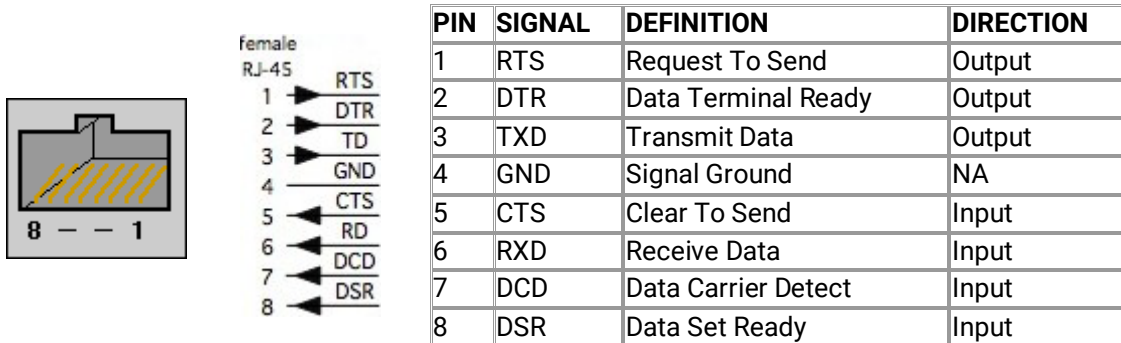 8 – – 1
female
RJ-45
1 RTS
2 DTR
3 TD
4 GND
5 CTS
6 RD
7 DCD
8 DSR
PIN SIGNAL DEFINITION DIRECTION
1 RTS Request To Send Output
2 DTR Data Terminal Ready Output
3 TXD Transmit Data Output
4 GND Signal Ground NA
5 CTS Clear To Send Input
6 RXD Receive Data Input
7 DCD Data Carrier Detect Input
8 DSR Data Set Ready Input